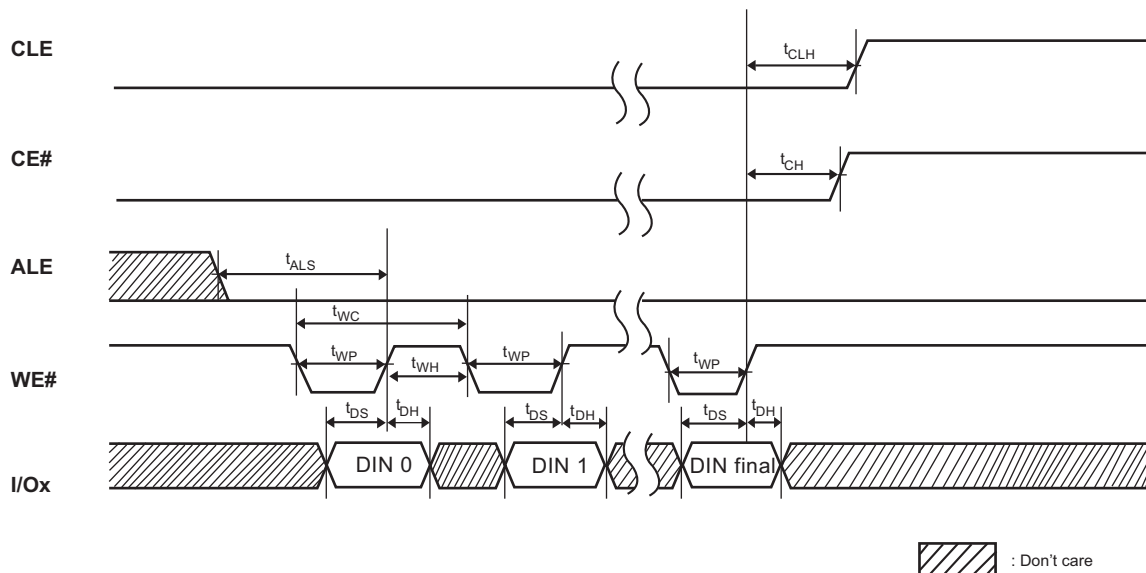 CLE
tCLH
CE#
tCH
ALE
tALS
tWC
WE#
tWP
tWH
tWP
tWP
tDS
tDH
tDS
tDH
tDS
tDH
I/Ox
DIN 0
DIN 1
DIN final
: Don't care